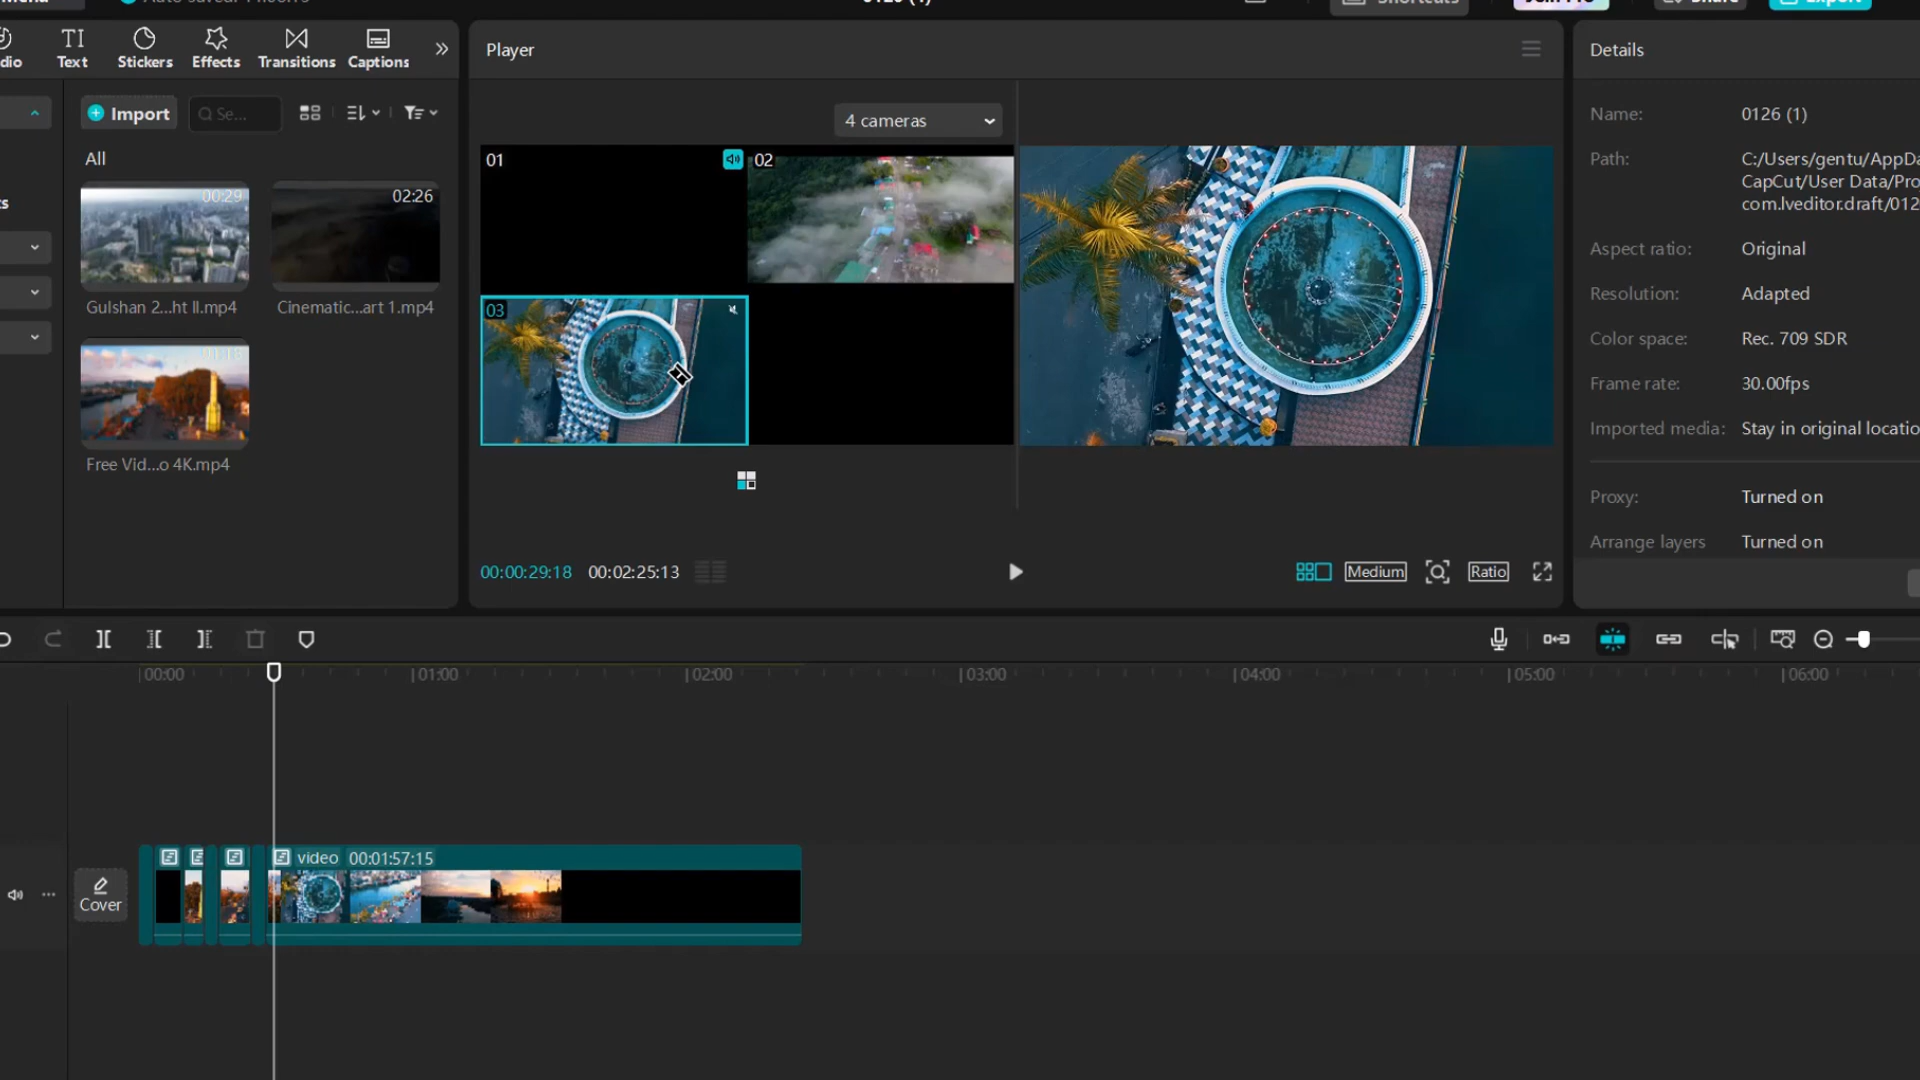 Text
Stickers
Effects
Transitions
Captions
Player
Details
Import
Se...
4 cameras
Name:
0126 (1)
All
01
02
Path:
C:/Users/gentu/AppDa
CapCut/User Data/Pro
com.lveditor.draft/012
00:29
02:26
Aspect ratio:
Original
Gulshan 2...ht II.mp4
Cinematic...art 1.mp4
03
Resolution:
Adapted
Color space:
Rec. 709 SDR
Frame rate:
30.00fps
Imported media:
Stay in original locatio
Free Vid...o 4K.mp4
Proxy:
Turned on
Arrange layers
Turned on
00:00:29:18
00:02:25:13
Medium
Ratio
00:00
01:00
02:00
03:00
04:00
05:00
06:00
video 00:01:57:15
Cover